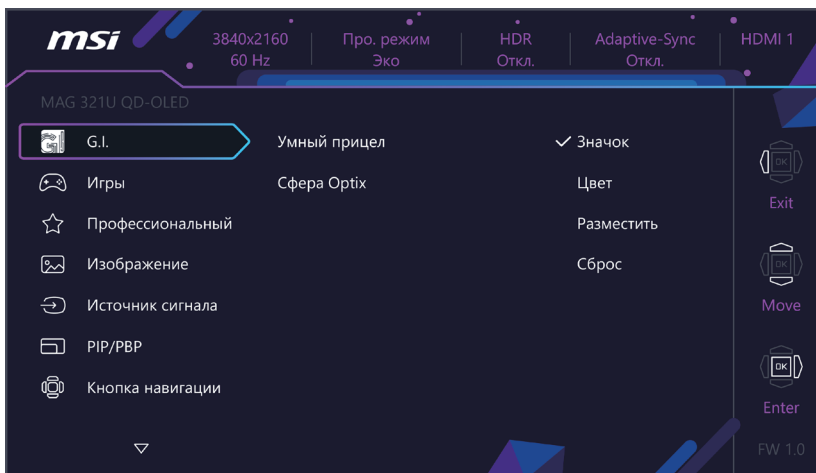 msi
3840x2160 Про. режим HDR Adaptive-Sync HDMI 1
60 Hz Эко Откл. Откл.
MAG 321U QD-OLED
G.I. Умный прицел Значок
Игры Сфера Optix Цвет
Exit
Профессиональный Разместить
Изображение Сброс
Источник сигнала Move
PIP/PBP
OK
Кнопка навигации
Enter
FW 1.0